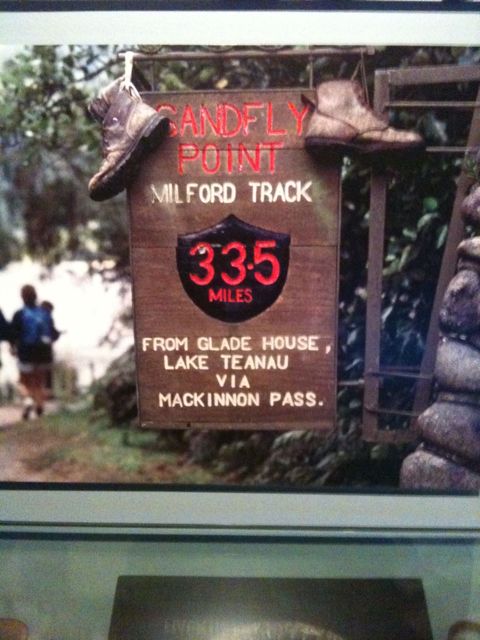 SANDFLY
POINT
MILFORD TRACK
33.5
MILES
FROM GLADE HOUSE,
LAKE TEANAU
VIA
MACKINNON PASS.